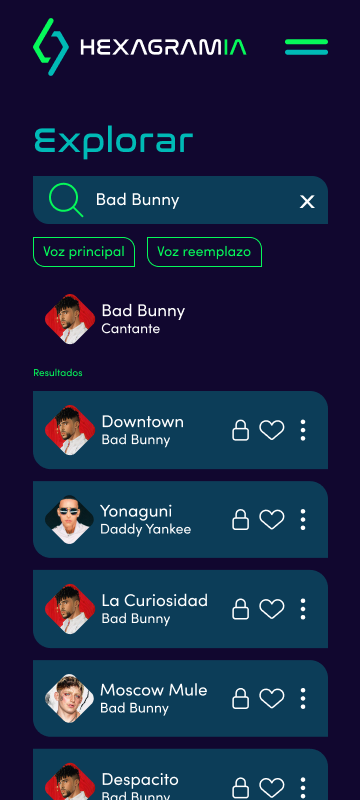 HEXAGRAMIA
Explorar
Bad Bunny
X
Voz principal
Voz reemplazo
Bad Bunny
Cantante
Resultados
Downtown
Bad Bunny
Yonaguni
Daddy Yankee
La Curiosidad
Bad Bunny
Moscow Mule
Bad Bunny
Despacito
Bad Bunny